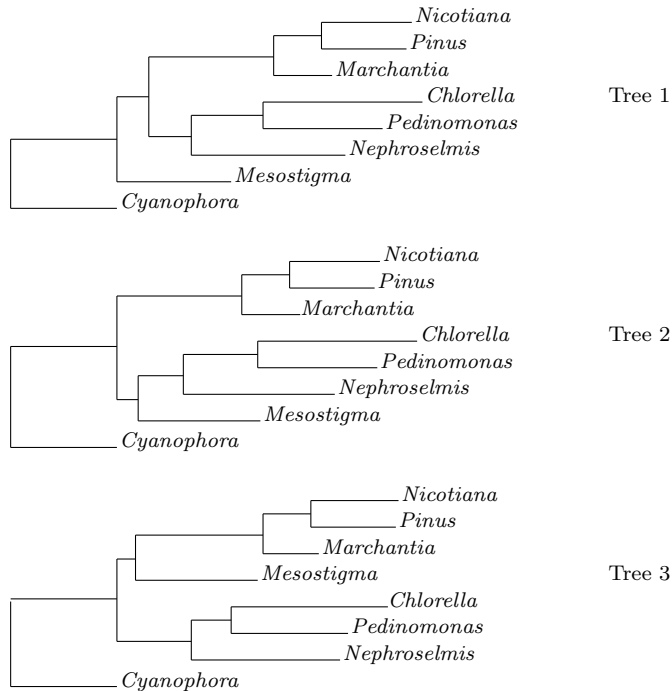 Nicotiana
Pinus
Marchantia
Chlorella Tree 1
Pedinomonas
Nephroselmis
Mesostigma
Cyanophora
Nicotiana
Pinus
Marchantia
Chlorella Tree 2
Pedinomonas
Nephroselmis
Mesostigma
Cyanophora
Nicotiana
Pinus
Marchantia
Mesostigma Tree 3
Chlorella
Pedinomonas
Nephroselmis
Cyanophora